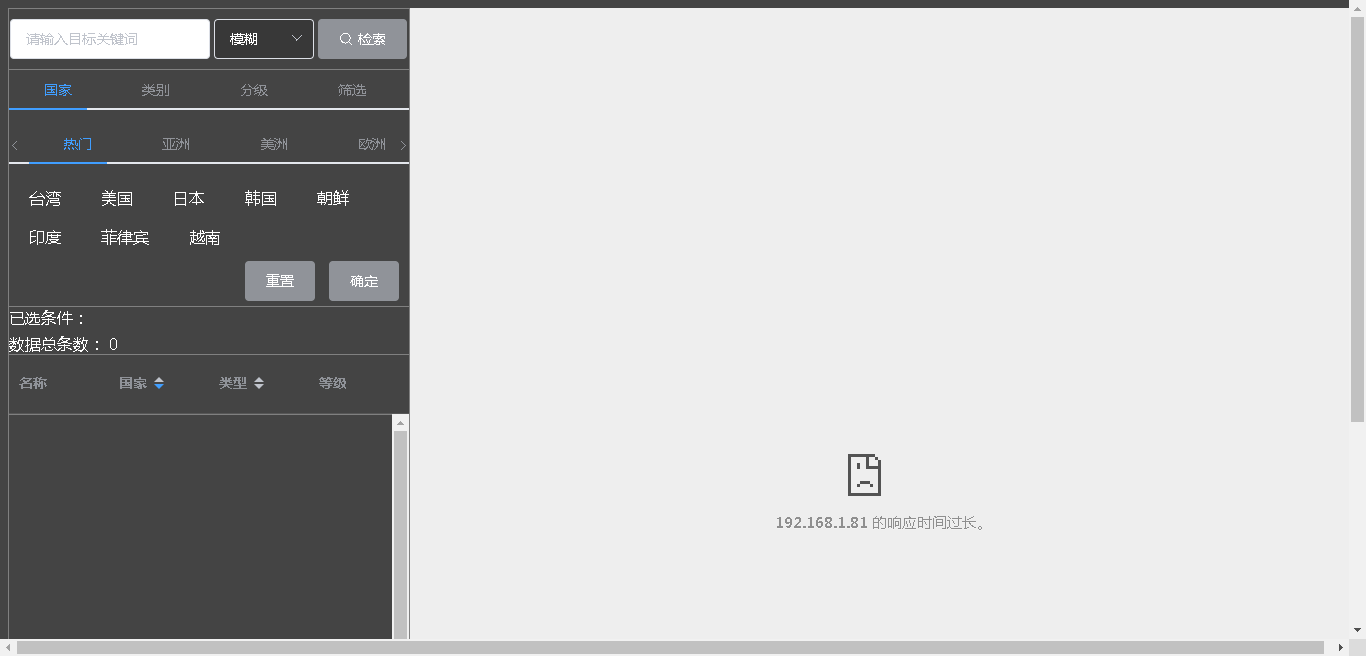 请输入目标关键词 模糊 检索
国家 类别 分级 筛选
热门 亚洲 美洲 欧洲
台湾 美国 日本 韩国 朝鲜
印度 菲律宾 越南
重置 确定
已选条件：
数据总条数： 0
名称 国家 类型 等级
192.168.1.81 的响应时间过长。